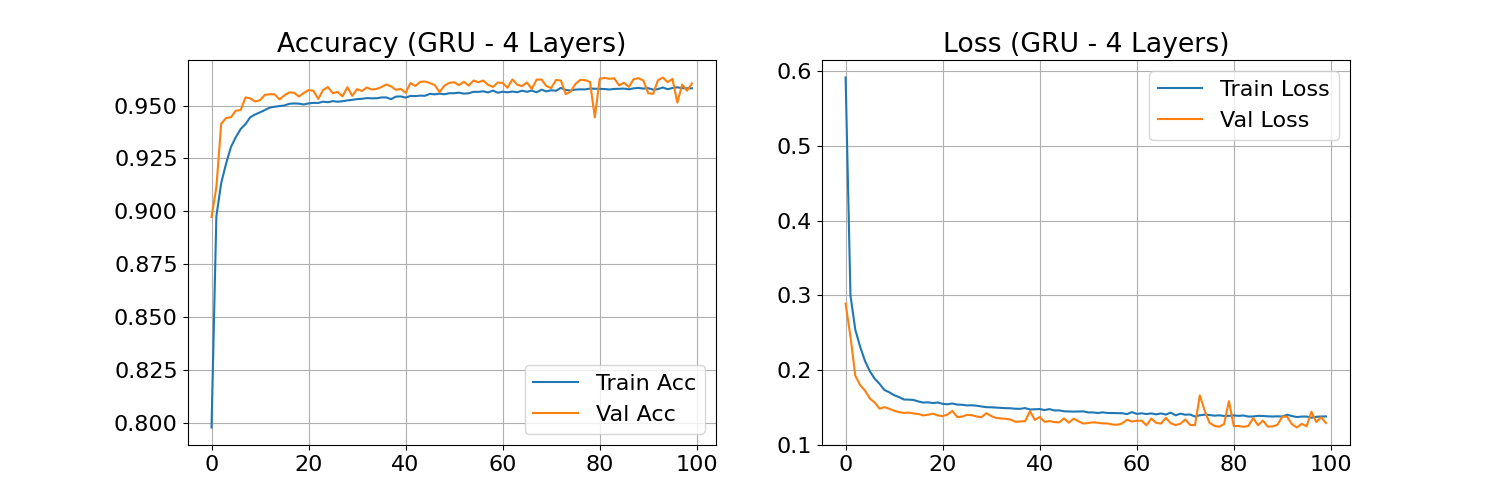 Accuracy (GRU - 4 Layers)
0.950
0.925
0.900
0.875
0.850
0.825
0.800
0 20 40 60 80 100
Train Acc
Val Acc
Loss (GRU - 4 Layers)
0.6
0.5
0.4
0.3
0.2
0.1
0 20 40 60 80 100
Train Loss
Val Loss